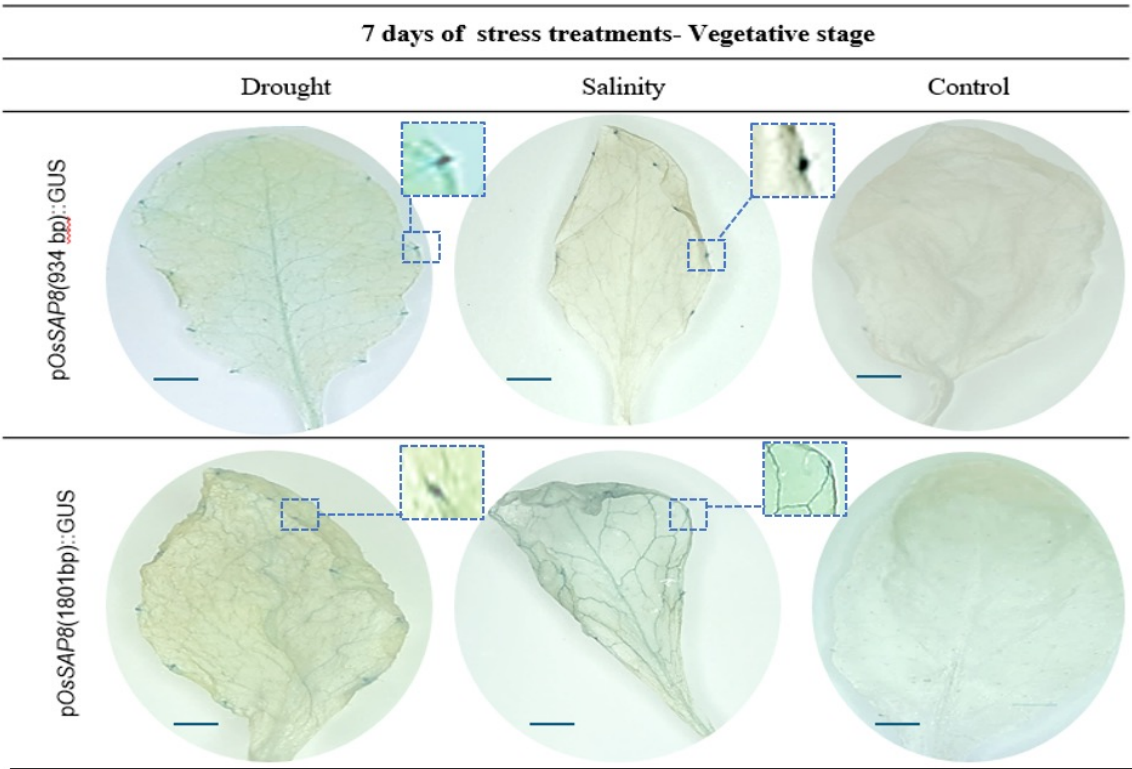 7 days of stress treatments- Vegetative stage
Drought Salinity Control
pOsSAP8(934 bp)::GUS
pOsSAP8(1801bp)::GUS